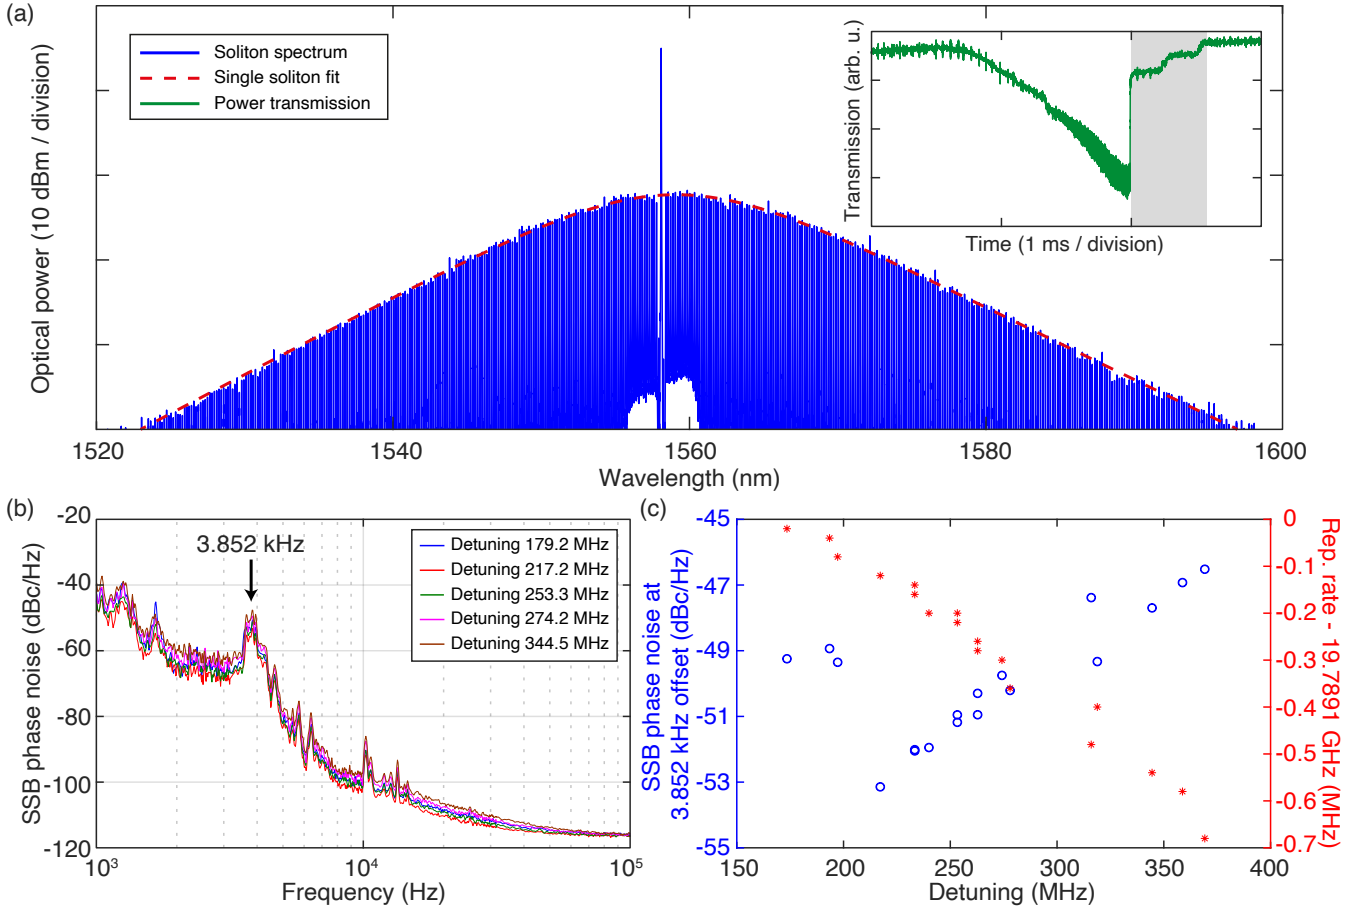 (a)
Optical power (10 dBm / division)
Soliton spectrum
Single soliton fit
Power transmission
Transmission (arb. u.)
Time (1 ms / division)
1520
1540
1560
1580
1600
Wavelength (nm)
(b)
SSB phase noise (dBc/Hz)
-20
-40
-60
-80
-100
-120
3.852 kHz
Detuning 179.2 MHz
Detuning 217.2 MHz
Detuning 253.3 MHz
Detuning 274.2 MHz
Detuning 344.5 MHz
10³
10⁴
10⁵
Frequency (Hz)
(c)
SSB phase noise at
3.852 kHz offset (dBc/Hz)
-45
-47
-49
-51
-53
-55
150
200
250
300
350
400
Detuning (MHz)
0
-0.1
-0.2
-0.3
-0.4
-0.5
-0.6
-0.7
Rep. rate - 19.7891 GHz (MHz)